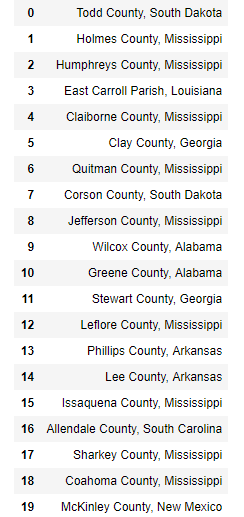 0 Todd County, South Dakota
1 Holmes County, Mississippi
2 Humphreys County, Mississippi
3 East Carroll Parish, Louisiana
4 Claiborne County, Mississippi
5 Clay County, Georgia
6 Quitman County, Mississippi
7 Corson County, South Dakota
8 Jefferson County, Mississippi
9 Wilcox County, Alabama
10 Greene County, Alabama
11 Stewart County, Georgia
12 Leflore County, Mississippi
13 Phillips County, Arkansas
14 Lee County, Arkansas
15 Issaquena County, Mississippi
16 Allendale County, South Carolina
17 Sharkey County, Mississippi
18 Coahoma County, Mississippi
19 McKinley County, New Mexico